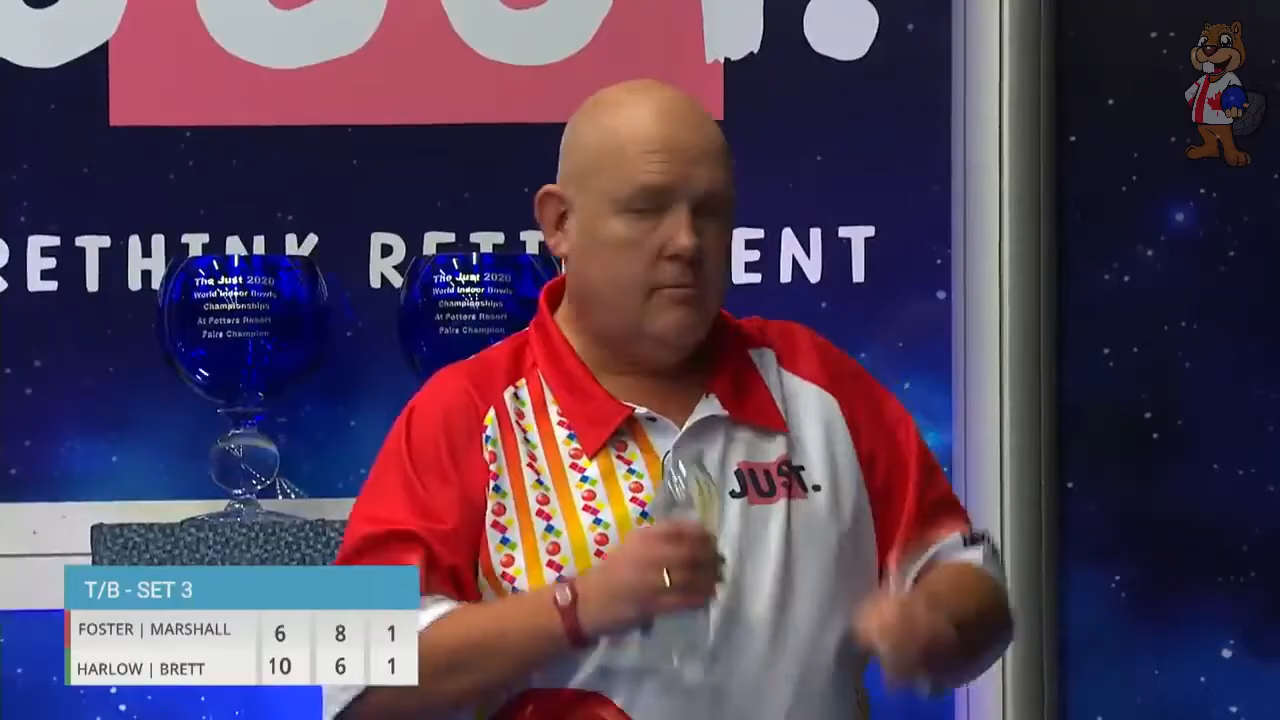 RETHINK RETI ENT
The Just 2020
World Indoor Bowls
Championships
At Potters Resort
Pairs Champion
The Just 2020
World Indoor Bowls
Championships
At Potters Resort
Pairs Champion
JUST.
T/B - SET 3
FOSTER | MARSHALL 6 8 1
HARLOW | BRETT 10 6 1